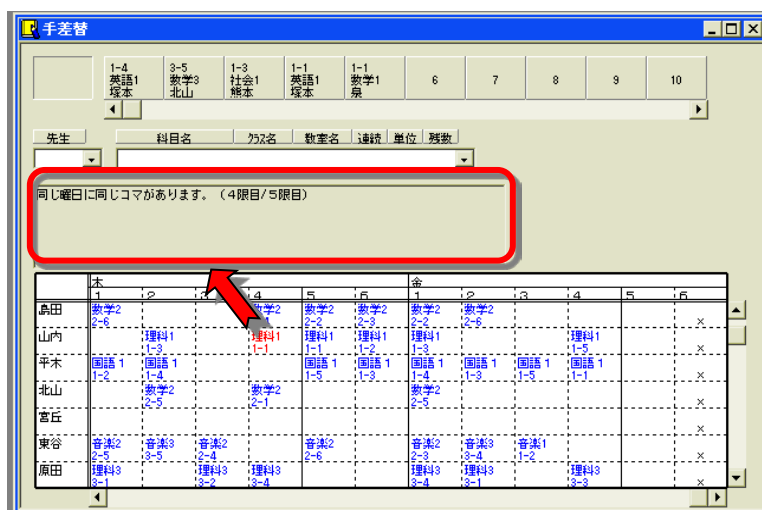 手差替
1-4 3-5 1-3 1-1 1-1
英語1 数学3 社会1 英語1 数学1 6 7 8 9 10
塚本 北山 熊本 塚本 泉
先生 科目名 クラス名 教室名 連続 単位 残数
同じ曜日に同じコマがあります。（4限目/5限目）
木 金
1 2 3 4 5 6 1 2 3 4 5 6
島田 数学2 数学2 数学2 数学2 数学2 数学2
2-6 2-2 2-3 2-2 2-6 ×
山内 理科1 理科1 理科1 理科1 理科1 理科1
1-3 1-1 1-1 1-2 1-3 1-5 ×
平木 国語1 国語1 国語1 国語1 国語1 国語1 国語1 国語1
1-2 1-4 1-5 1-3 1-4 1-3 1-5 1-1 ×
北山 数学2 数学2 数学2
2-5 2-1 2-5 ×
宮丘
×
東谷 音楽2 音楽3 音楽2 音楽2 音楽2 音楽3 音楽1
2-5 3-5 2-4 2-6 2-3 3-4 1-2 ×
原田 理科3 理科3 理科3 理科3 理科3 理科3
3-1 3-2 3-4 3-4 3-1 3-3 ×